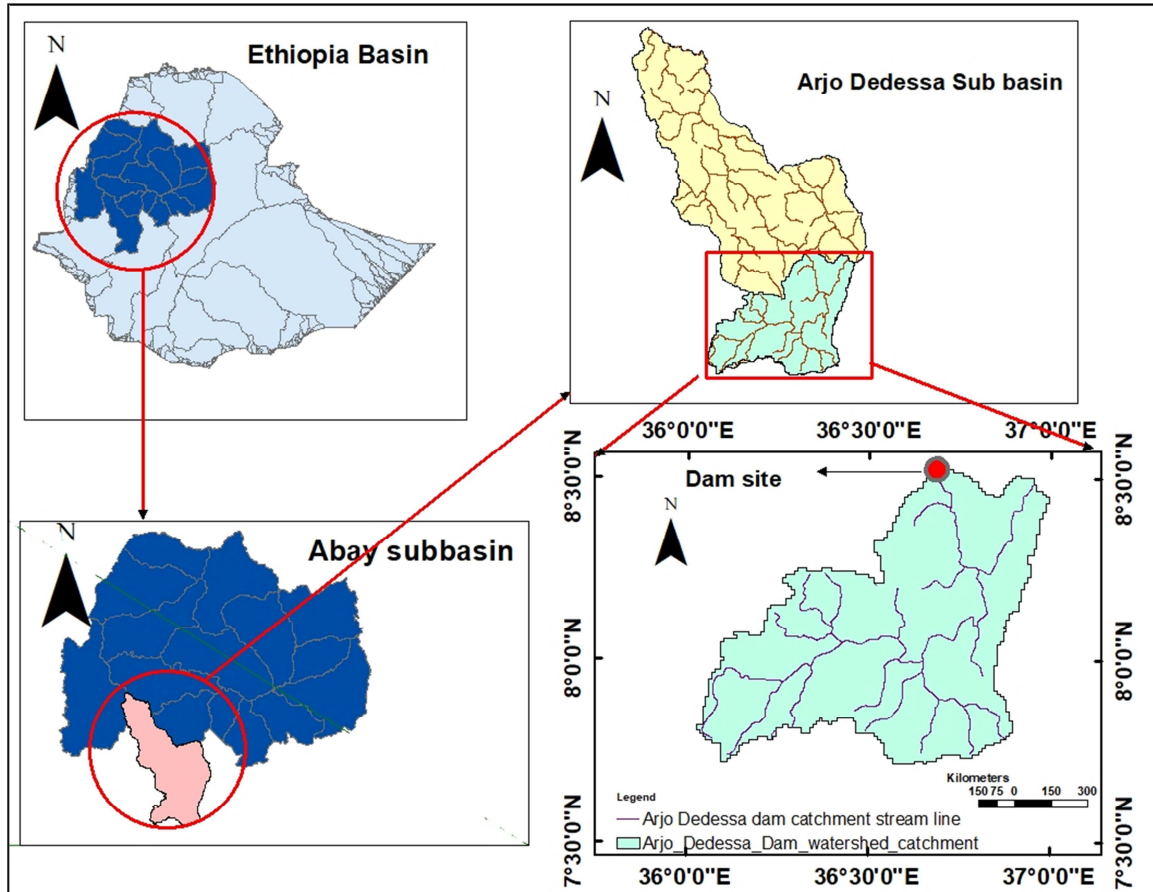 N
Ethiopia Basin
N
Arjo Dedessa Sub basin
N
Abay subbasin
36°0'0"E 36°30'0"E 37°0'0"E
8°30'0"N
8°0'0"N
7°30'0"N
Dam site
N
8°30'0"N
8°0'0"N
7°30'0"N
Kilometers
150 75 0 150 300
Legend
Arjo Dedessa dam catchment stream line
Arjo_Dedessa_Dam_watershed_catchment
36°0'0"E 36°30'0"E 37°0'0"E